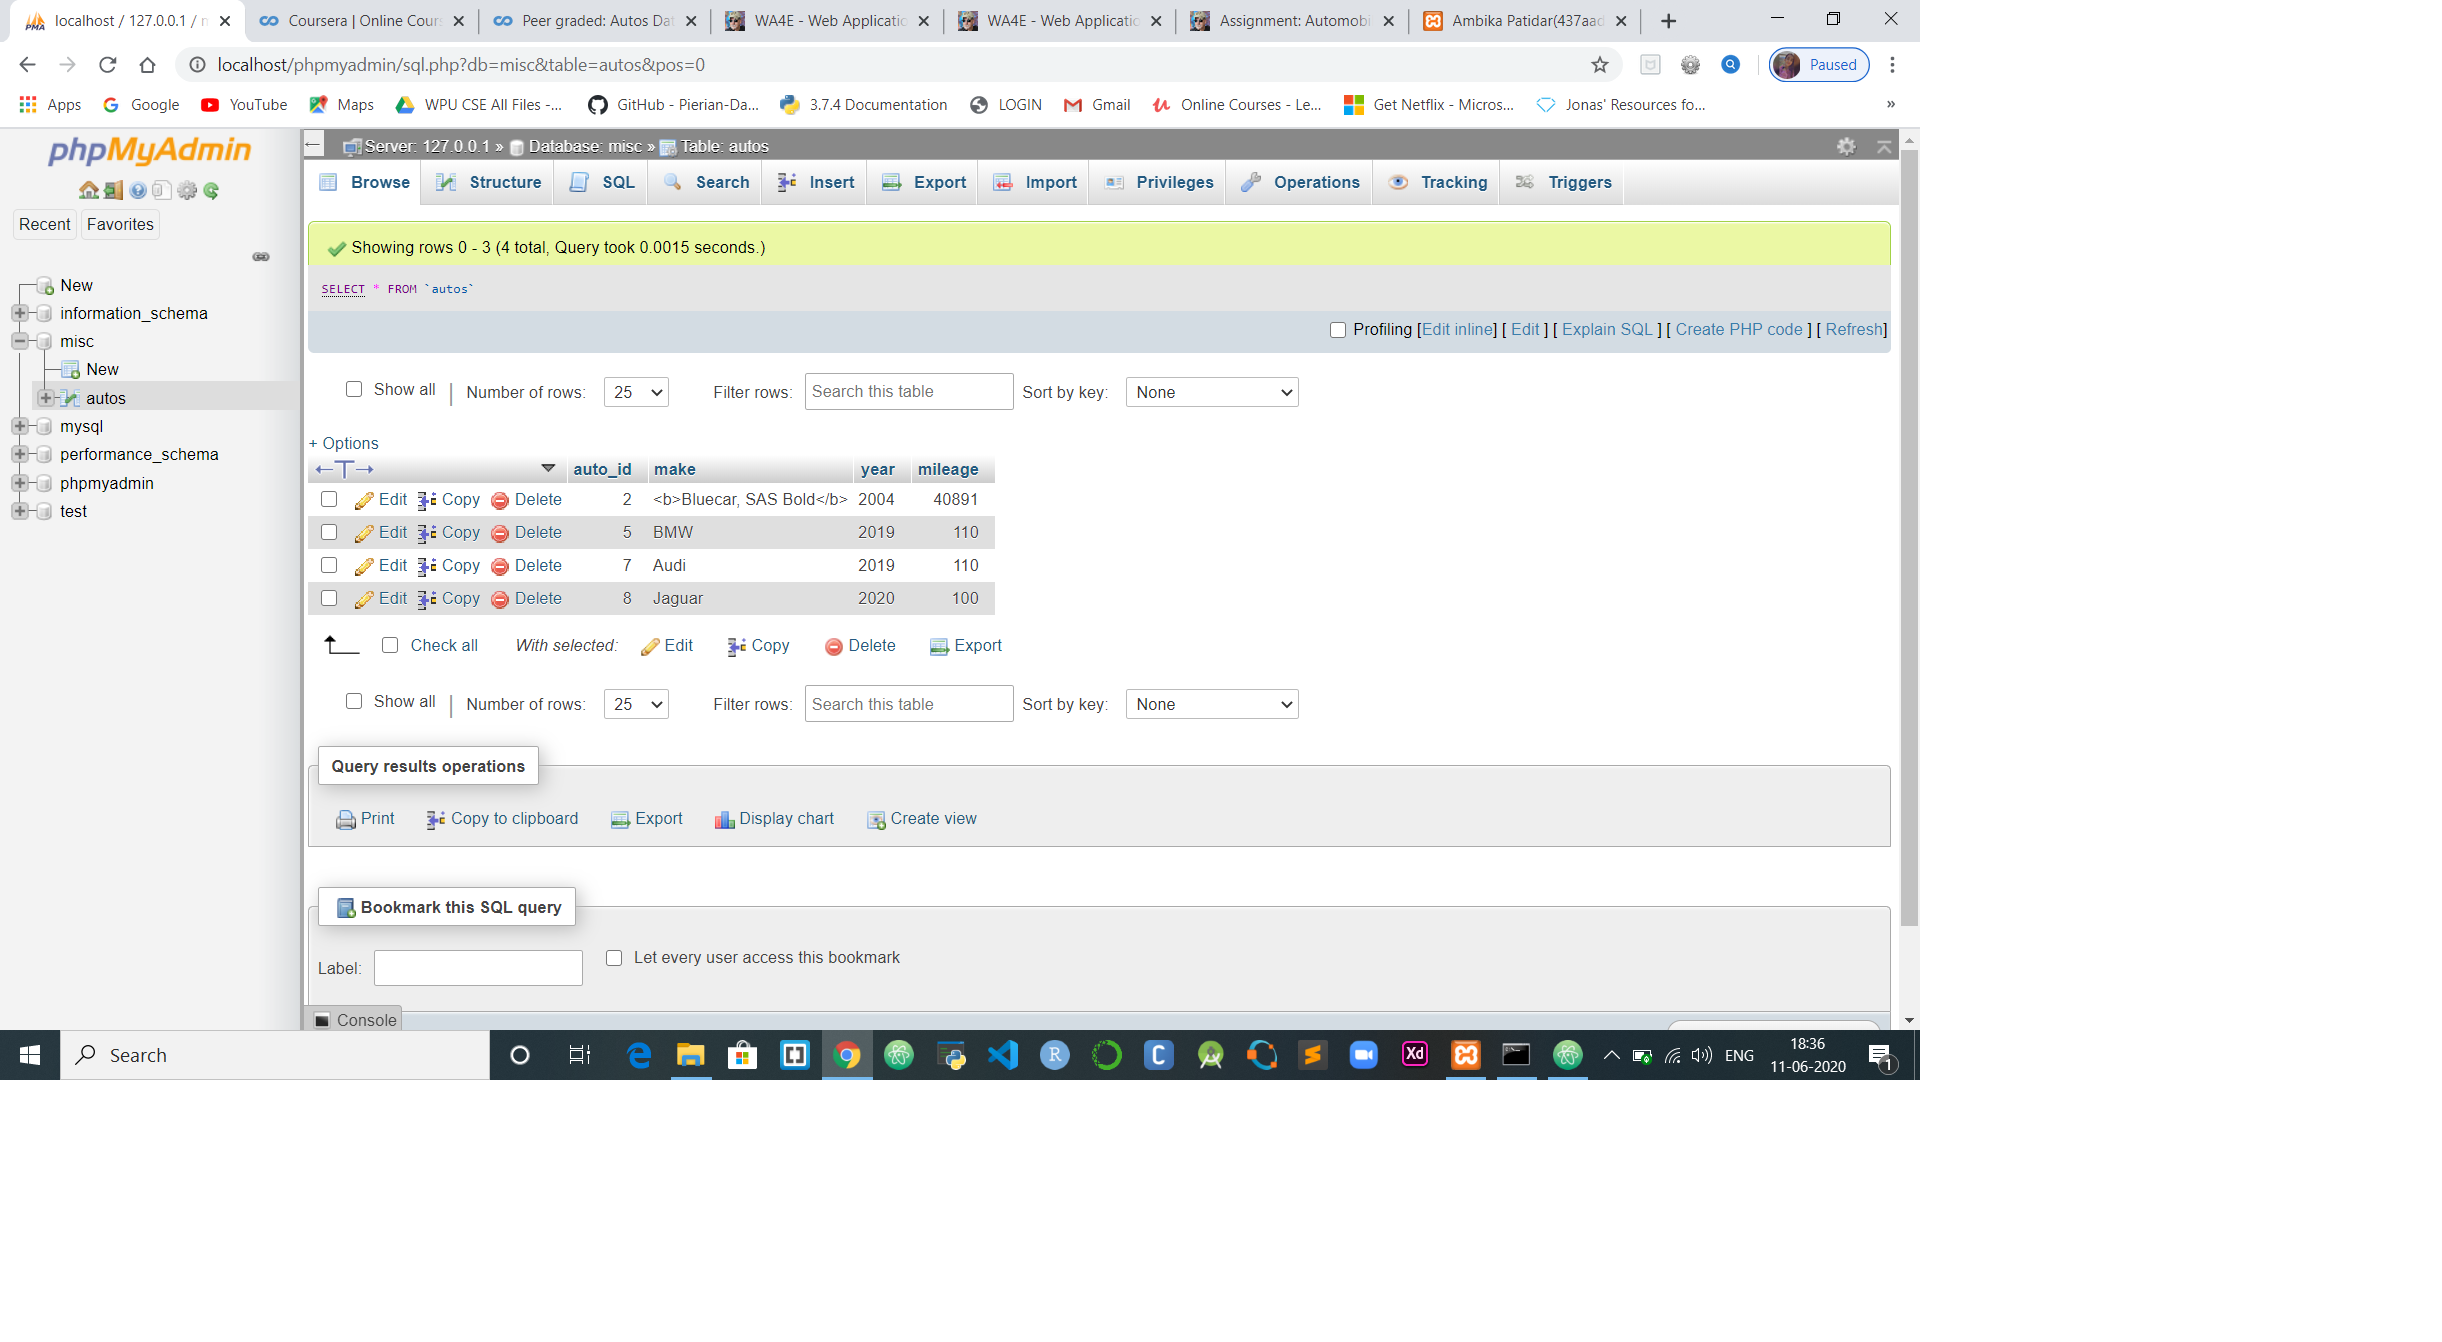 localhost / 127.0.0.1 / Coursera | Online Cour Peer graded: Autos Da WA4E - Web Applicatio WA4E - Web Applicatio Assignment: Automobi Ambika Patidar(437aad
localhost/phpmyadmin/sql.php?db=misc&table=autos&pos=0 Paused
Apps Google YouTube Maps WPU CSE All Files -... GitHub - Pierian-Da... 3.7.4 Documentation LOGIN Gmail Online Courses - Le... Get Netflix - Micros... Jonas' Resources fo... »
phpMyAdmin
Recent Favorites
New
information_schema
misc
New
autos
mysql
performance_schema
phpmyadmin
test
Server: 127.0.0.1 » Database: misc » Table: autos
Browse Structure SQL Search Insert Export Import Privileges Operations Tracking Triggers
Showing rows 0 - 3 (4 total, Query took 0.0015 seconds.)
SELECT * FROM `autos`
Profiling [Edit inline] [ Edit ] [ Explain SQL ] [ Create PHP code ] [ Refresh]
Show all | Number of rows: 25 Filter rows: Search this table Sort by key: None
+ Options
←T→ auto_id make year mileage
Edit Copy Delete 2 <b>Bluecar, SAS Bold</b> 2004 40891
Edit Copy Delete 5 BMW 2019 110
Edit Copy Delete 7 Audi 2019 110
Edit Copy Delete 8 Jaguar 2020 100
Check all With selected: Edit Copy Delete Export
Show all | Number of rows: 25 Filter rows: Search this table Sort by key: None
Query results operations
Print Copy to clipboard Export Display chart Create view
Bookmark this SQL query
Label: Let every user access this bookmark
Console
Search ENG 18:36
11-06-2020 1